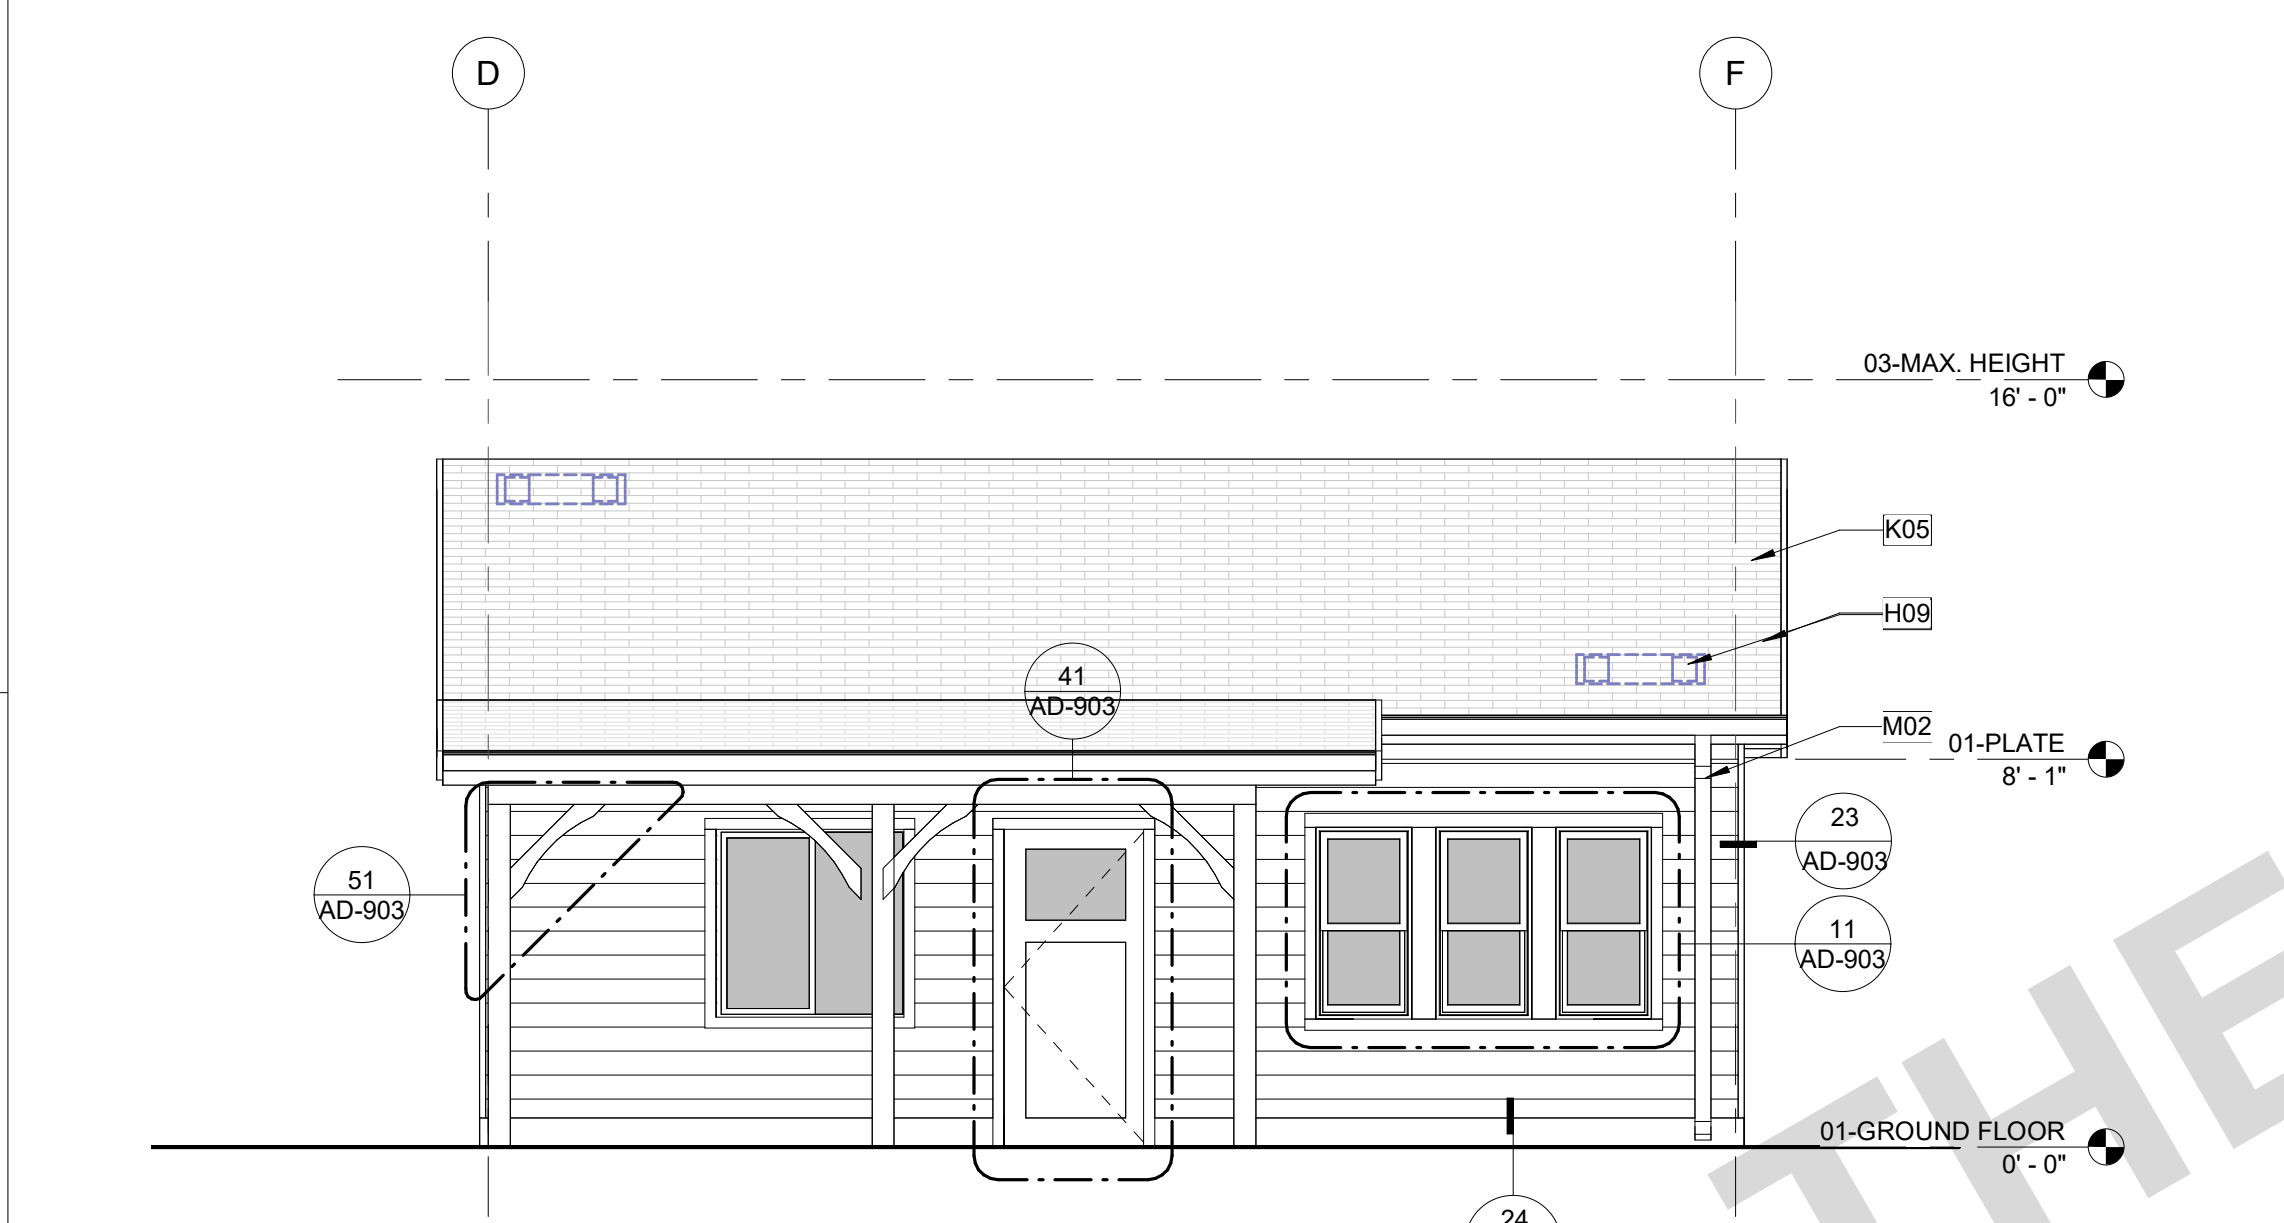 D
F
03-MAX. HEIGHT
16' - 0"
K05
H09
41
AD-903
M02
01-PLATE
8' - 1"
23
AD-903
51
AD-903
11
AD-903
01-GROUND FLOOR
0' - 0"
24
THE